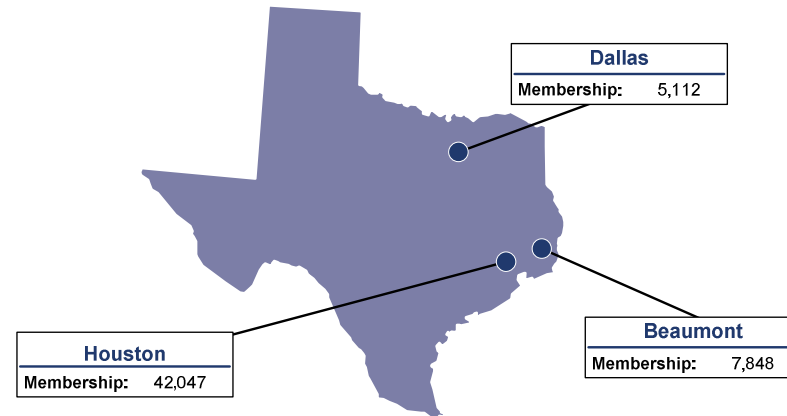 Dallas
Membership: 5,112
Houston
Membership: 42,047
Beaumont
Membership: 7,848